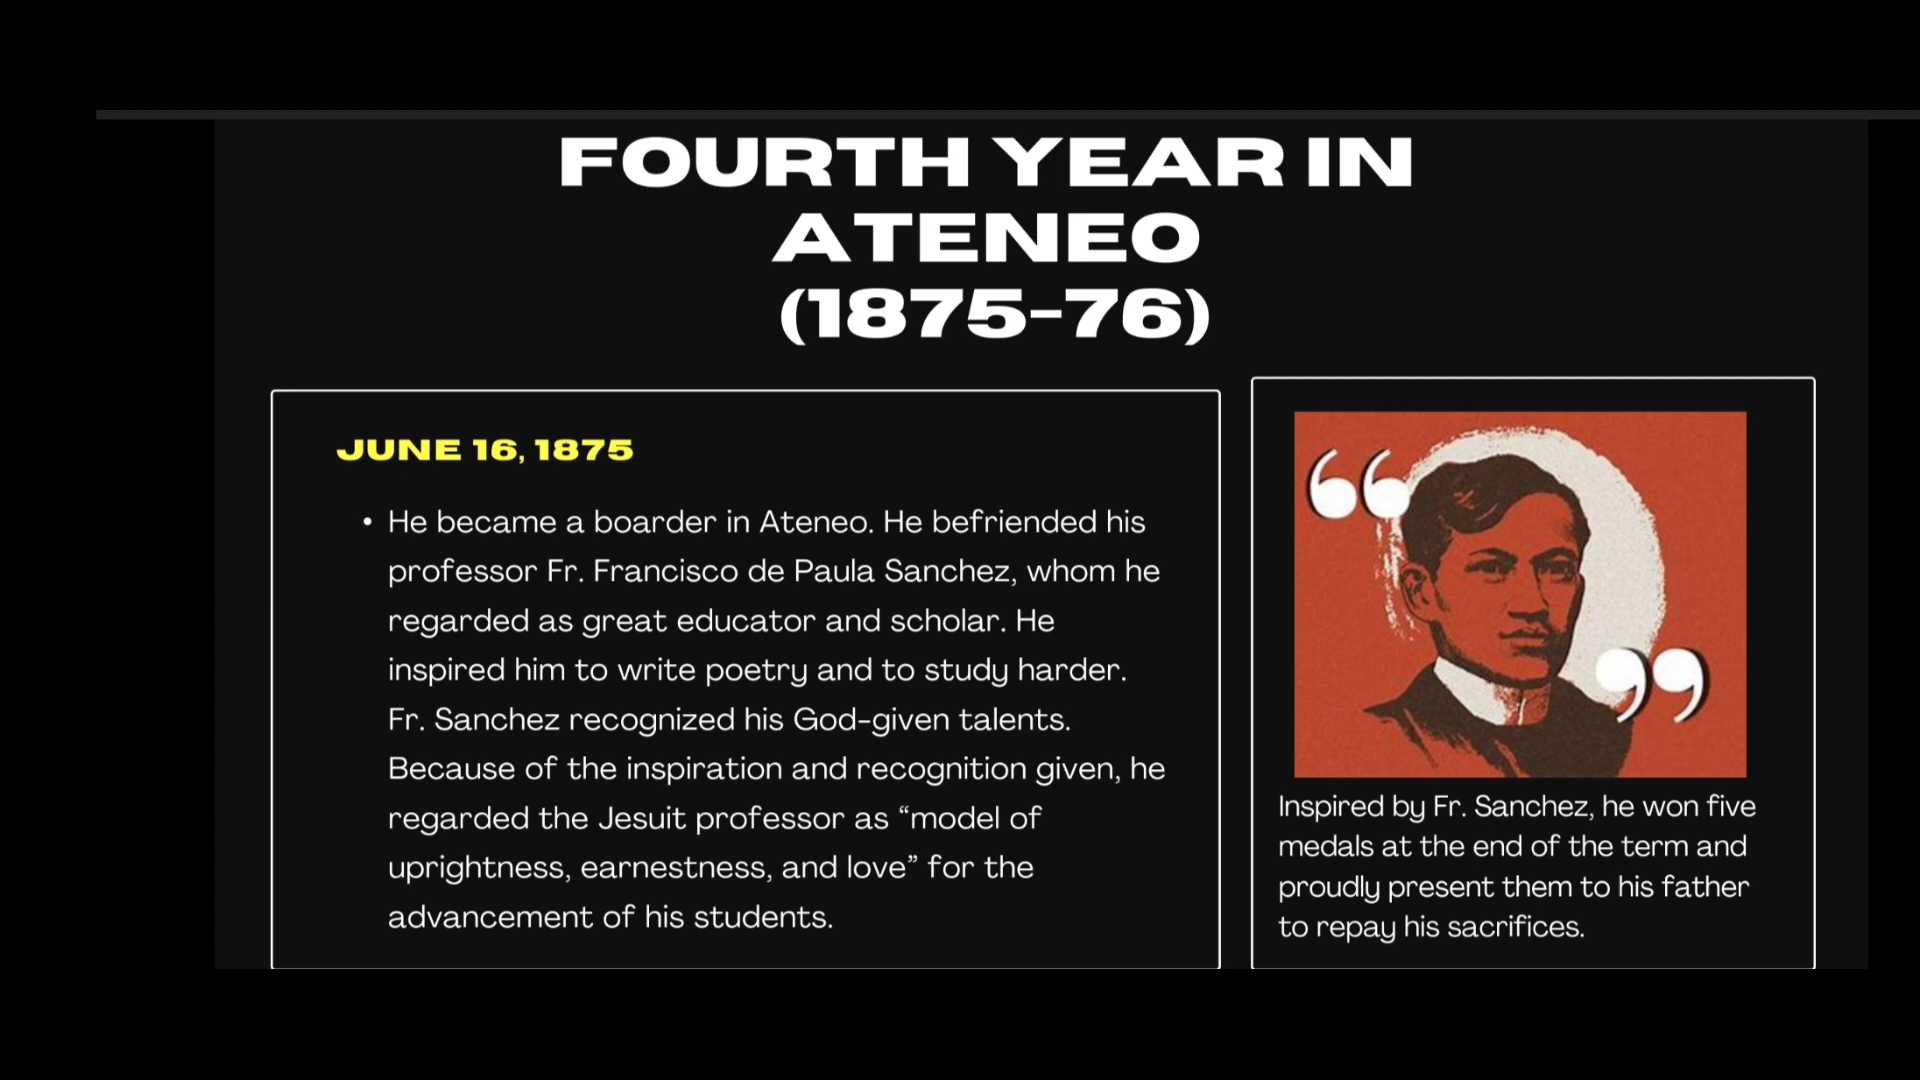 FOURTH YEAR IN
ATENEO
(1875-76)
JUNE 16, 1875
• He became a boarder in Ateneo. He befriended his
professor Fr. Francisco de Paula Sanchez, whom he
regarded as great educator and scholar. He
inspired him to write poetry and to study harder.
Fr. Sanchez recognized his God-given talents.
Because of the inspiration and recognition given, he
regarded the Jesuit professor as “model of
uprightness, earnestness, and love” for the
advancement of his students.
Inspired by Fr. Sanchez, he won five
medals at the end of the term and
proudly present them to his father
to repay his sacrifices.